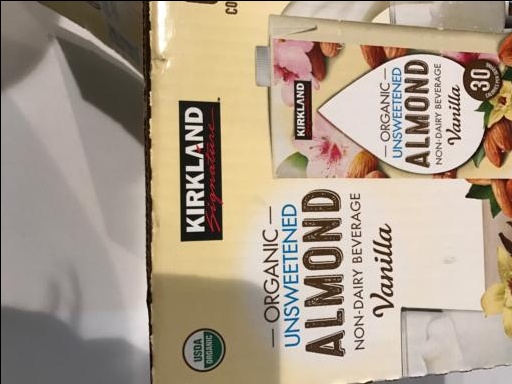 KIRKLAND
Signature
— ORGANIC —
UNSWEETENED
ALMOND
NON-DAIRY BEVERAGE
Vanilla
USDA
ORGANIC
KIRKLAND
— ORGANIC —
UNSWEETENED
ALMOND
NON-DAIRY BEVERAGE
Vanilla
30
CO